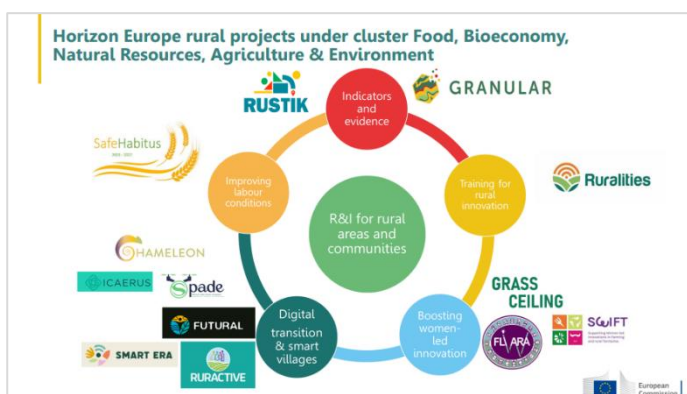 Horizon Europe rural projects under cluster Food, Bioeconomy,
Natural Resources, Agriculture & Environment
RUSTIK
Indicators
and
evidence
GRANULAR
SafeHabitus
Improving
labour
conditions
Training for
rural
innovation
Ruralities
R&I for rural
areas and
communities
HAMELEON
ICAERUS
Spade
FUTURAL
SMART ERA
RURACTIVE
Digital
transition
& smart
villages
Boosting
women-
led
innovation
GRASS
CEILING
FLIARA
SWIFT
European
Commission